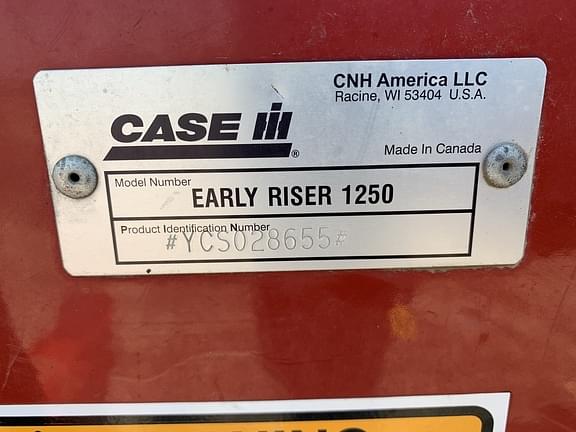 CNH America LLC
Racine, WI 53404 U.S.A.
CASE IH ®
Made In Canada
Model Number
EARLY RISER 1250
Product Identification Number
#YCS028655#